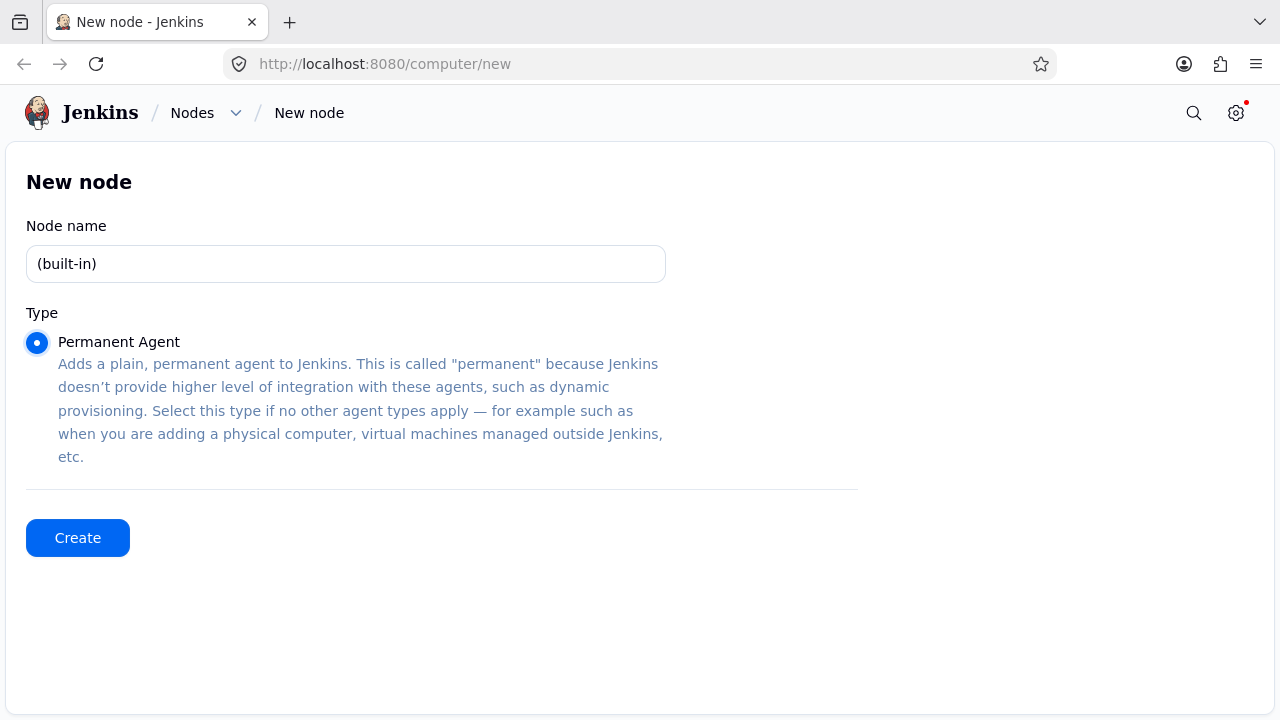 New node - Jenkins
http://localhost:8080/computer/new
Jenkins / Nodes / New node
New node
Node name
(built-in)
Type
Permanent Agent
Adds a plain, permanent agent to Jenkins. This is called "permanent" because Jenkins
doesn’t provide higher level of integration with these agents, such as dynamic
provisioning. Select this type if no other agent types apply — for example such as
when you are adding a physical computer, virtual machines managed outside Jenkins,
etc.
Create